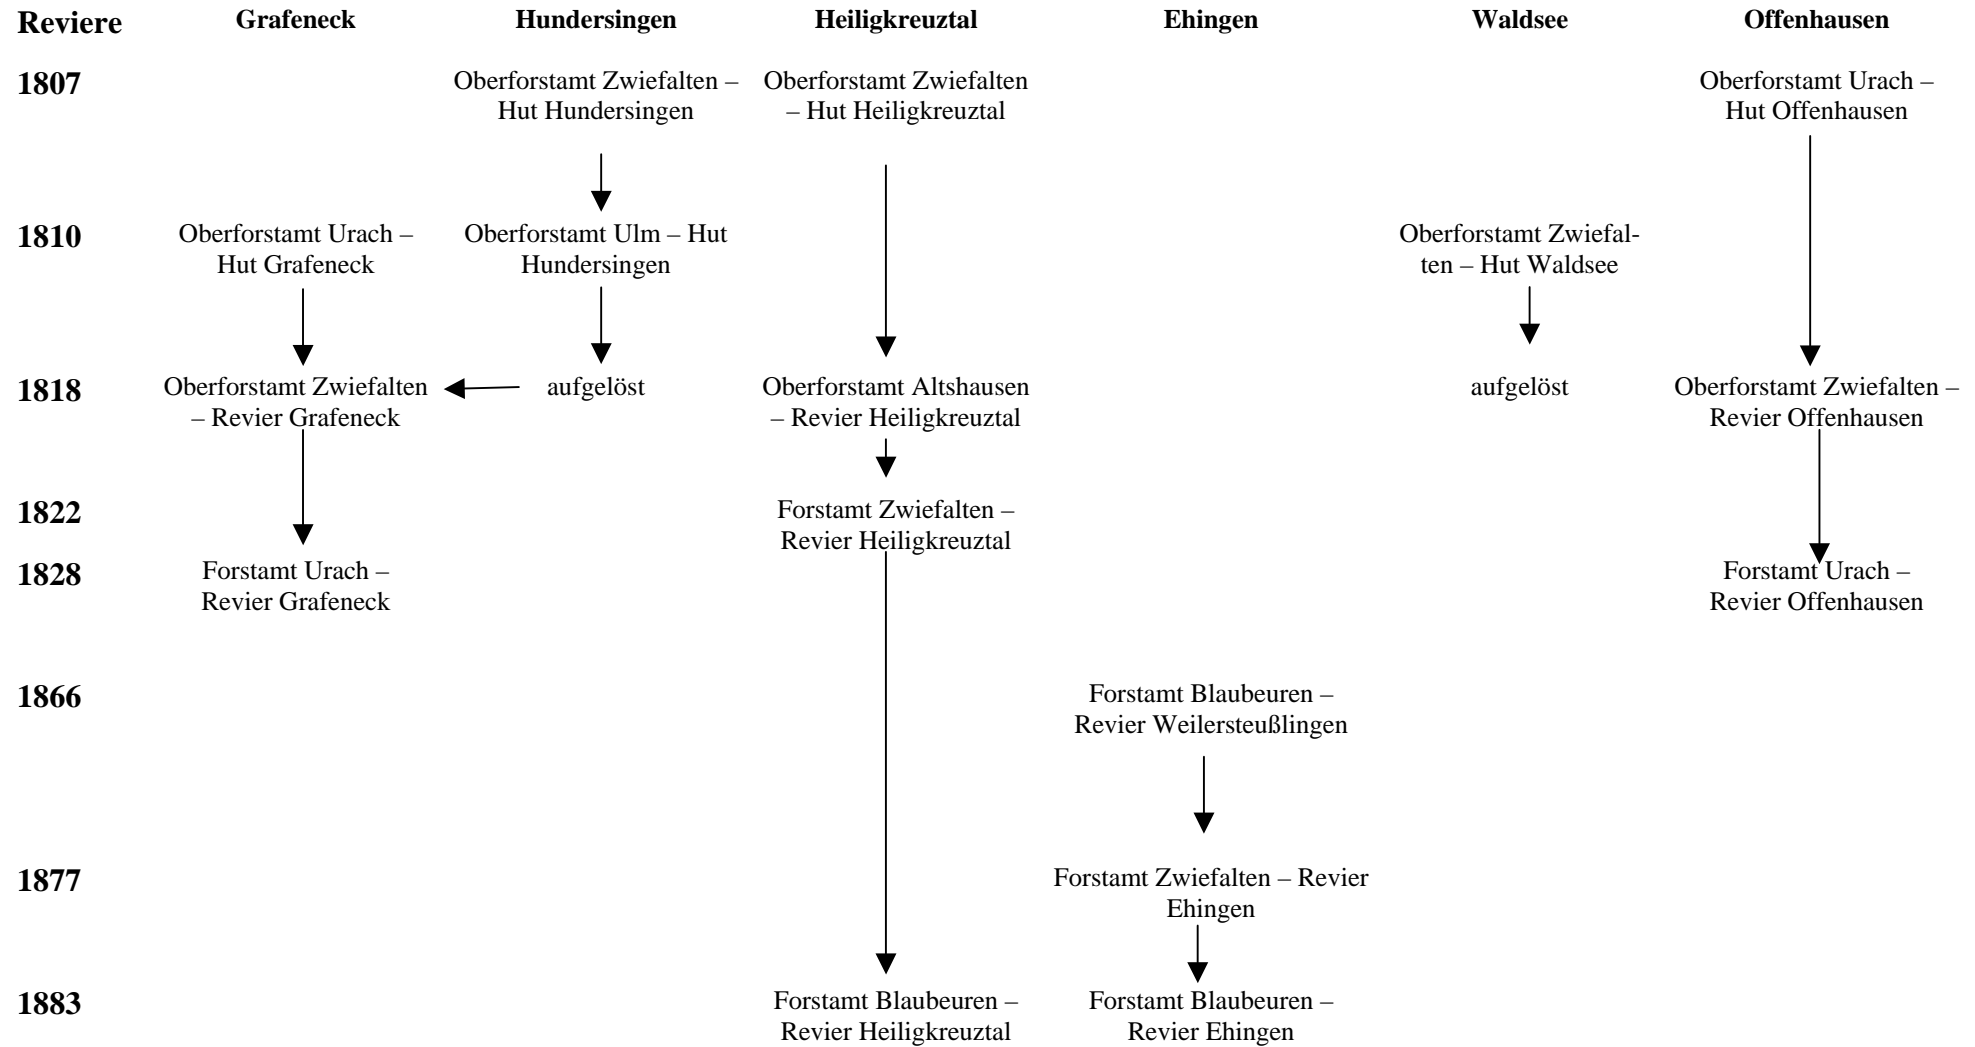 Reviere Grafeneck Hundersingen Heiligkreuztal Ehingen Waldsee Offenhausen
1807 Oberforstamt Zwiefalten – Oberforstamt Zwiefalten Oberforstamt Urach –
Hut Hundersingen – Hut Heiligkreuztal Hut Offenhausen
1810 Oberforstamt Urach – Oberforstamt Ulm – Hut Oberforstamt Zwiefal-
Hut Grafeneck Hundersingen ten – Hut Waldsee
1818 Oberforstamt Zwiefalten aufgelöst Oberforstamt Altshausen aufgelöst Oberforstamt Zwiefalten –
– Revier Grafeneck – Revier Heiligkreuztal Revier Offenhausen
1822 Forstamt Zwiefalten –
Revier Heiligkreuztal
1828 Forstamt Urach – Forstamt Urach –
Revier Grafeneck Revier Offenhausen
1866 Forstamt Blaubeuren –
Revier Weilersteußlingen
1877 Forstamt Zwiefalten – Revier
Ehingen
1883 Forstamt Blaubeuren – Forstamt Blaubeuren –
Revier Heiligkreuztal Revier Ehingen